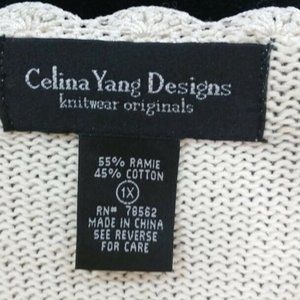 Celina Yang Designs
knitwear originals
55% RAMIE
45% COTTON
1X
RN# 78562
MADE IN CHINA
SEE REVERSE
FOR CARE